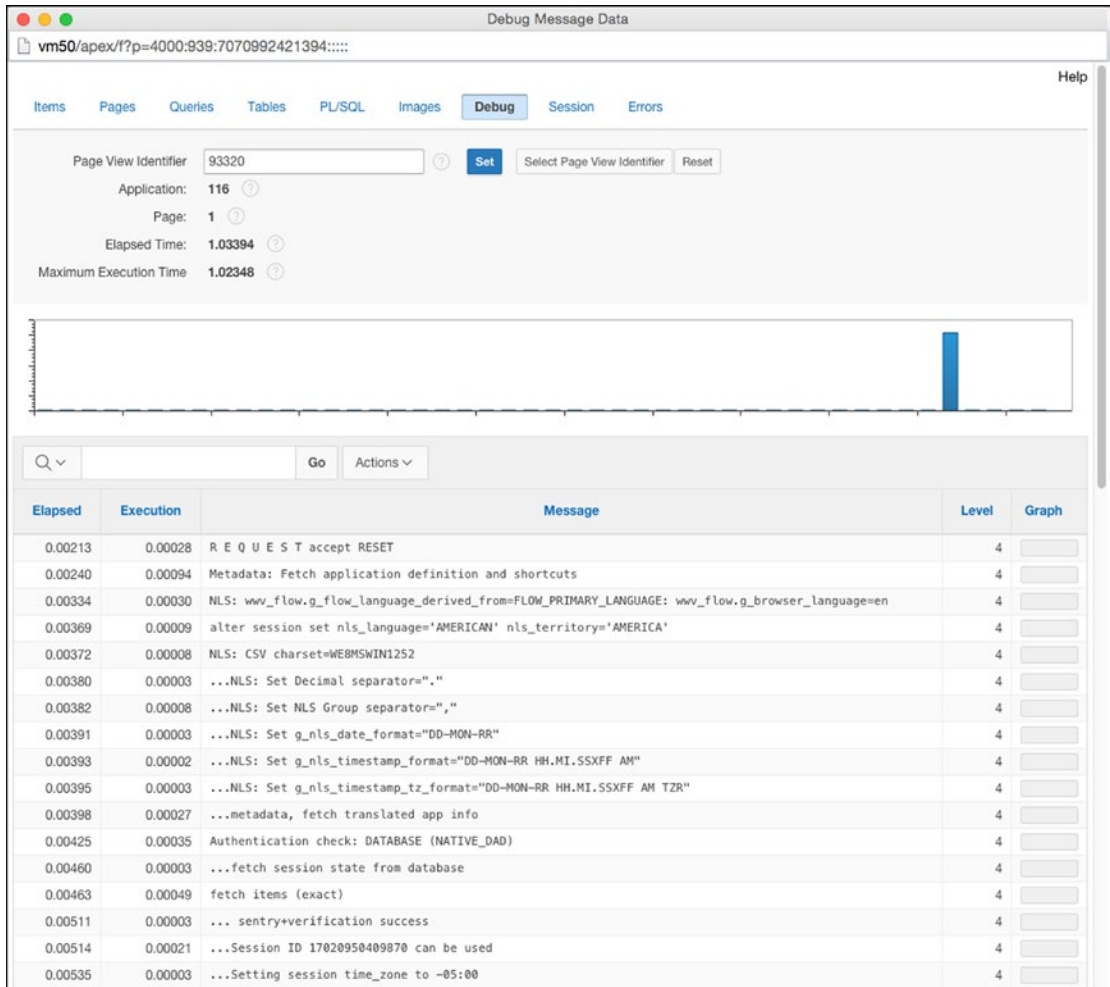 Debug Message Data
vm50/apex/f?p=4000:939:7070992421394:::::
Help
Items Pages Queries Tables PL/SQL Images Debug Session Errors
Page View Identifier 93320 ? Set Select Page View Identifier Reset
Application: 116 ?
Page: 1 ?
Elapsed Time: 1.03394 ?
Maximum Execution Time 1.02348 ?
Go Actions
Elapsed Execution Message Level Graph
0.00213 0.00028 R E Q U E S T accept RESET 4
0.00240 0.00094 Metadata: Fetch application definition and shortcuts 4
0.00334 0.00030 NLS: wwv_flow.g_flow_language_derived_from=FLOW_PRIMARY_LANGUAGE: wwv_flow.g_browser_language=en 4
0.00369 0.00009 alter session set nls_language='AMERICAN' nls_territory='AMERICA' 4
0.00372 0.00008 NLS: CSV charset=WE8MSWIN1252 4
0.00380 0.00003 ...NLS: Set Decimal separator="." 4
0.00382 0.00008 ...NLS: Set NLS Group separator="," 4
0.00391 0.00003 ...NLS: Set g_nls_date_format="DD-MON-RR" 4
0.00393 0.00002 ...NLS: Set g_nls_timestamp_format="DD-MON-RR HH.MI.SSXFF AM" 4
0.00395 0.00003 ...NLS: Set g_nls_timestamp_tz_format="DD-MON-RR HH.MI.SSXFF AM TZR" 4
0.00398 0.00027 ...metadata, fetch translated app info 4
0.00425 0.00035 Authentication check: DATABASE (NATIVE_DAD) 4
0.00460 0.00003 ...fetch session state from database 4
0.00463 0.00049 fetch items (exact) 4
0.00511 0.00003 ... sentry+verification success 4
0.00514 0.00021 ...Session ID 17020950409870 can be used 4
0.00535 0.00003 ...Setting session time_zone to -05:00 4